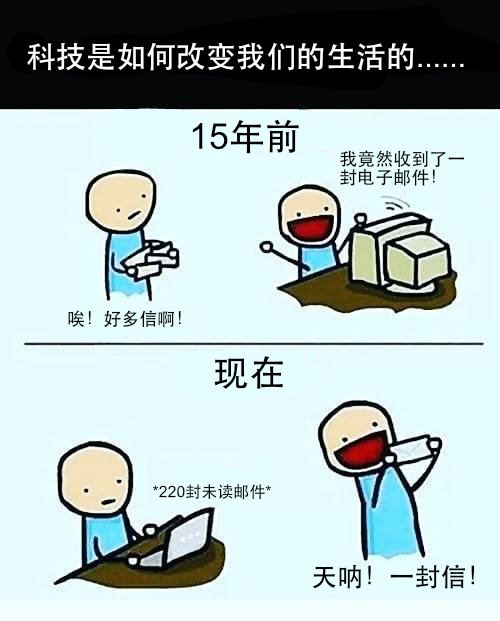 科技是如何改变我们的生活的......
15年前
我竟然收到了一
封电子邮件！
唉！好多信啊！
现在
*220封未读邮件*
天呐！一封信！